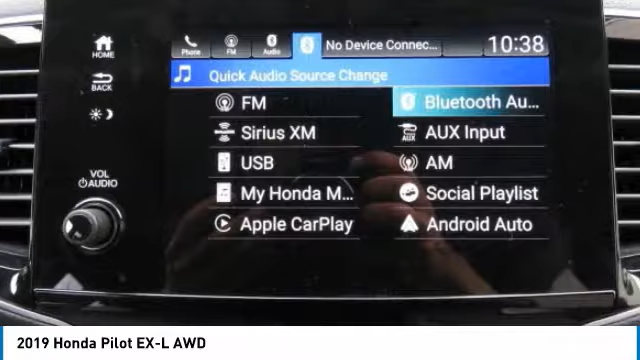 Phone FM Audio No Device Connec... 10:38
HOME
Quick Audio Source Change
BACK
FM Bluetooth Au...
Sirius XM AUX Input
AUX
USB AM
VOL
AUDIO
My Honda M... Social Playlist
Apple CarPlay Android Auto
2019 Honda Pilot EX-L AWD